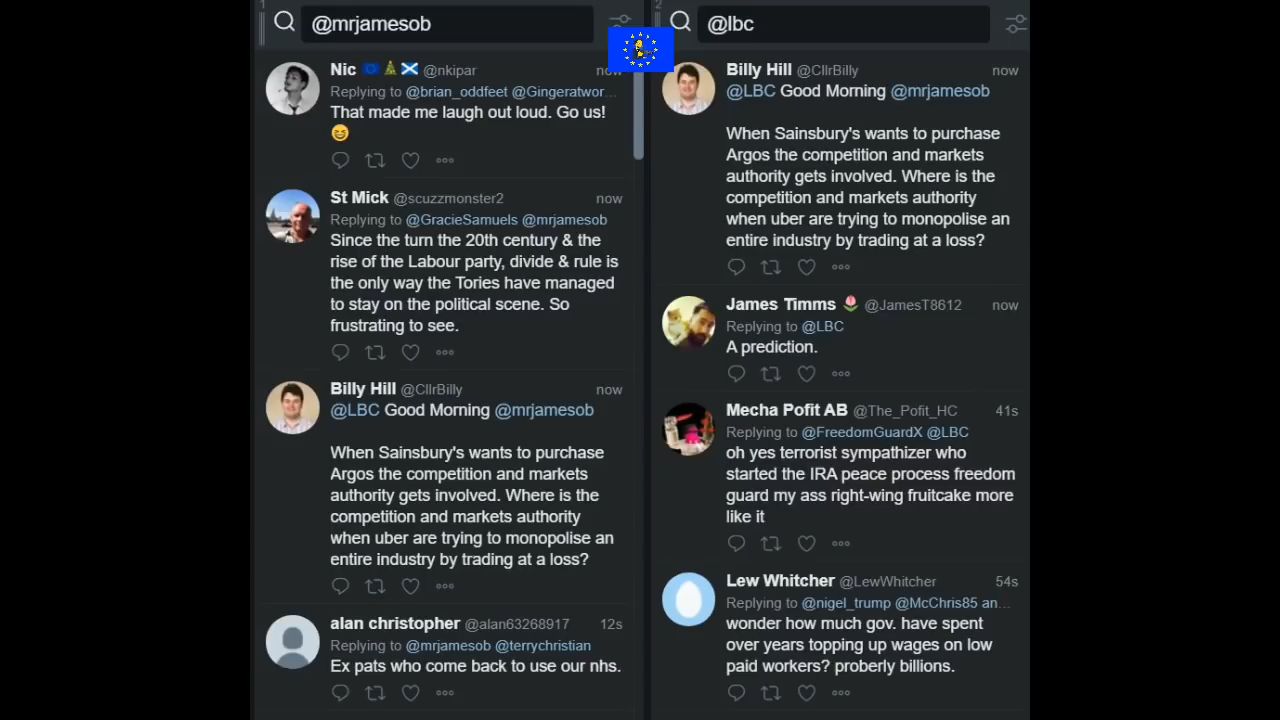 1
@mrjamesob
Nic @nkipar now
Replying to @brian_oddfeet @Gingeratwor…
That made me laugh out loud. Go us!
😆
St Mick @scuzzmonster2 now
Replying to @GracieSamuels @mrjamesob
Since the turn the 20th century & the
rise of the Labour party, divide & rule is
the only way the Tories have managed
to stay on the political scene. So
frustrating to see.
Billy Hill @CllrBilly now
@LBC Good Morning @mrjamesob
When Sainsbury's wants to purchase
Argos the competition and markets
authority gets involved. Where is the
competition and markets authority
when uber are trying to monopolise an
entire industry by trading at a loss?
alan christopher @alan63268917 12s
Replying to @mrjamesob @terrychristian
Ex pats who come back to use our nhs.
2
@lbc
Billy Hill @CllrBilly now
@LBC Good Morning @mrjamesob
When Sainsbury's wants to purchase
Argos the competition and markets
authority gets involved. Where is the
competition and markets authority
when uber are trying to monopolise an
entire industry by trading at a loss?
James Timms 🌷 @JamesT8612 now
Replying to @LBC
A prediction.
Mecha Pofit AB @The_Pofit_HC 41s
Replying to @FreedomGuardX @LBC
oh yes terrorist sympathizer who
started the IRA peace process freedom
guard my ass right-wing fruitcake more
like it
Lew Whitcher @LewWhitcher 54s
Replying to @nigel_trump @McChris85 an…
wonder how much gov. have spent
over years topping up wages on low
paid workers? proberly billions.